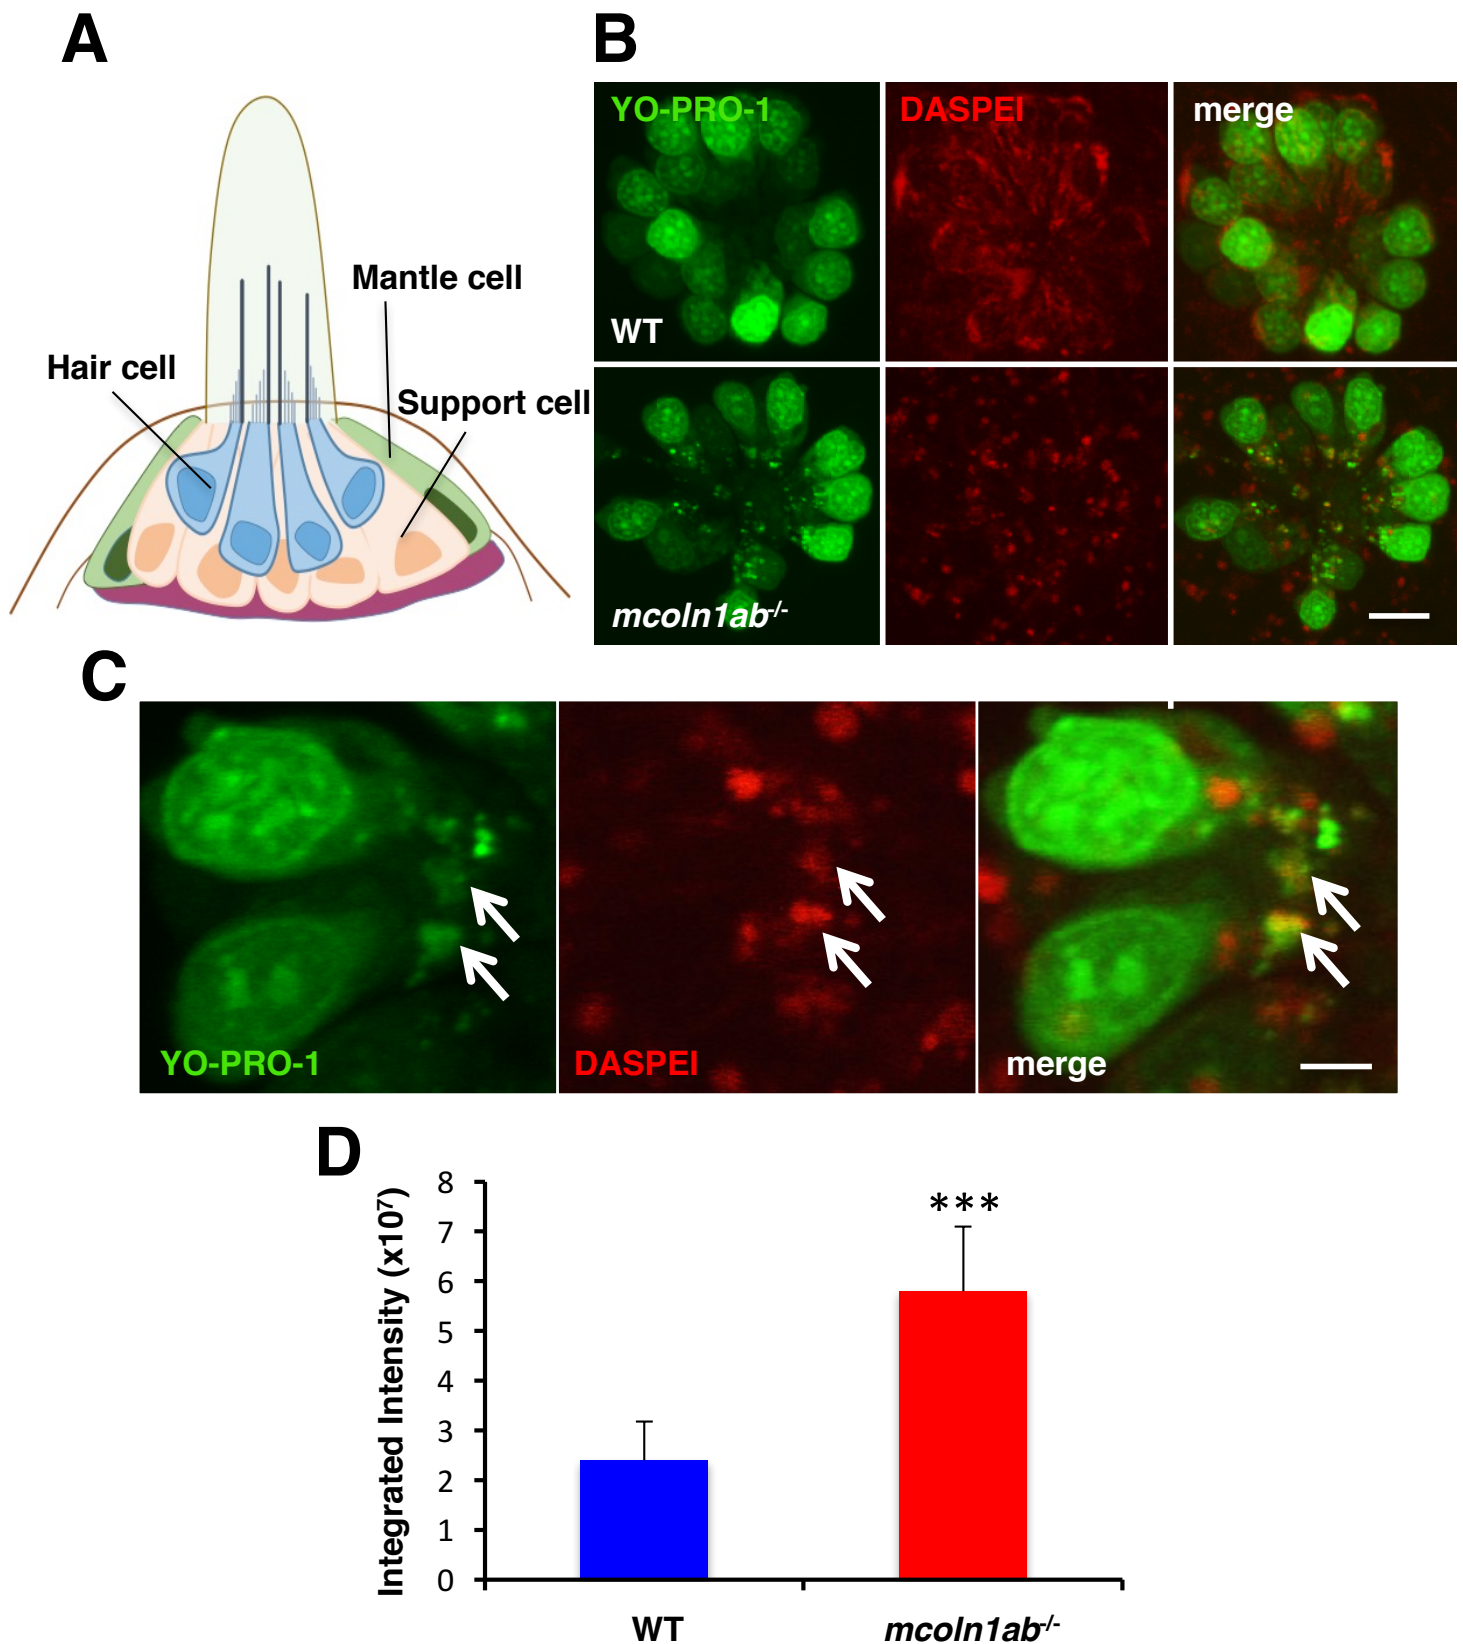 A
Mantle cell
Hair cell
Support cell
B
YO-PRO-1
DASPEI
merge
WT
mcoln1ab-/-
C
YO-PRO-1
DASPEI
merge
D
Integrated Intensity (x10⁷)
8
7
6
5
4
3
2
1
0
***
WT
mcoln1ab-/-